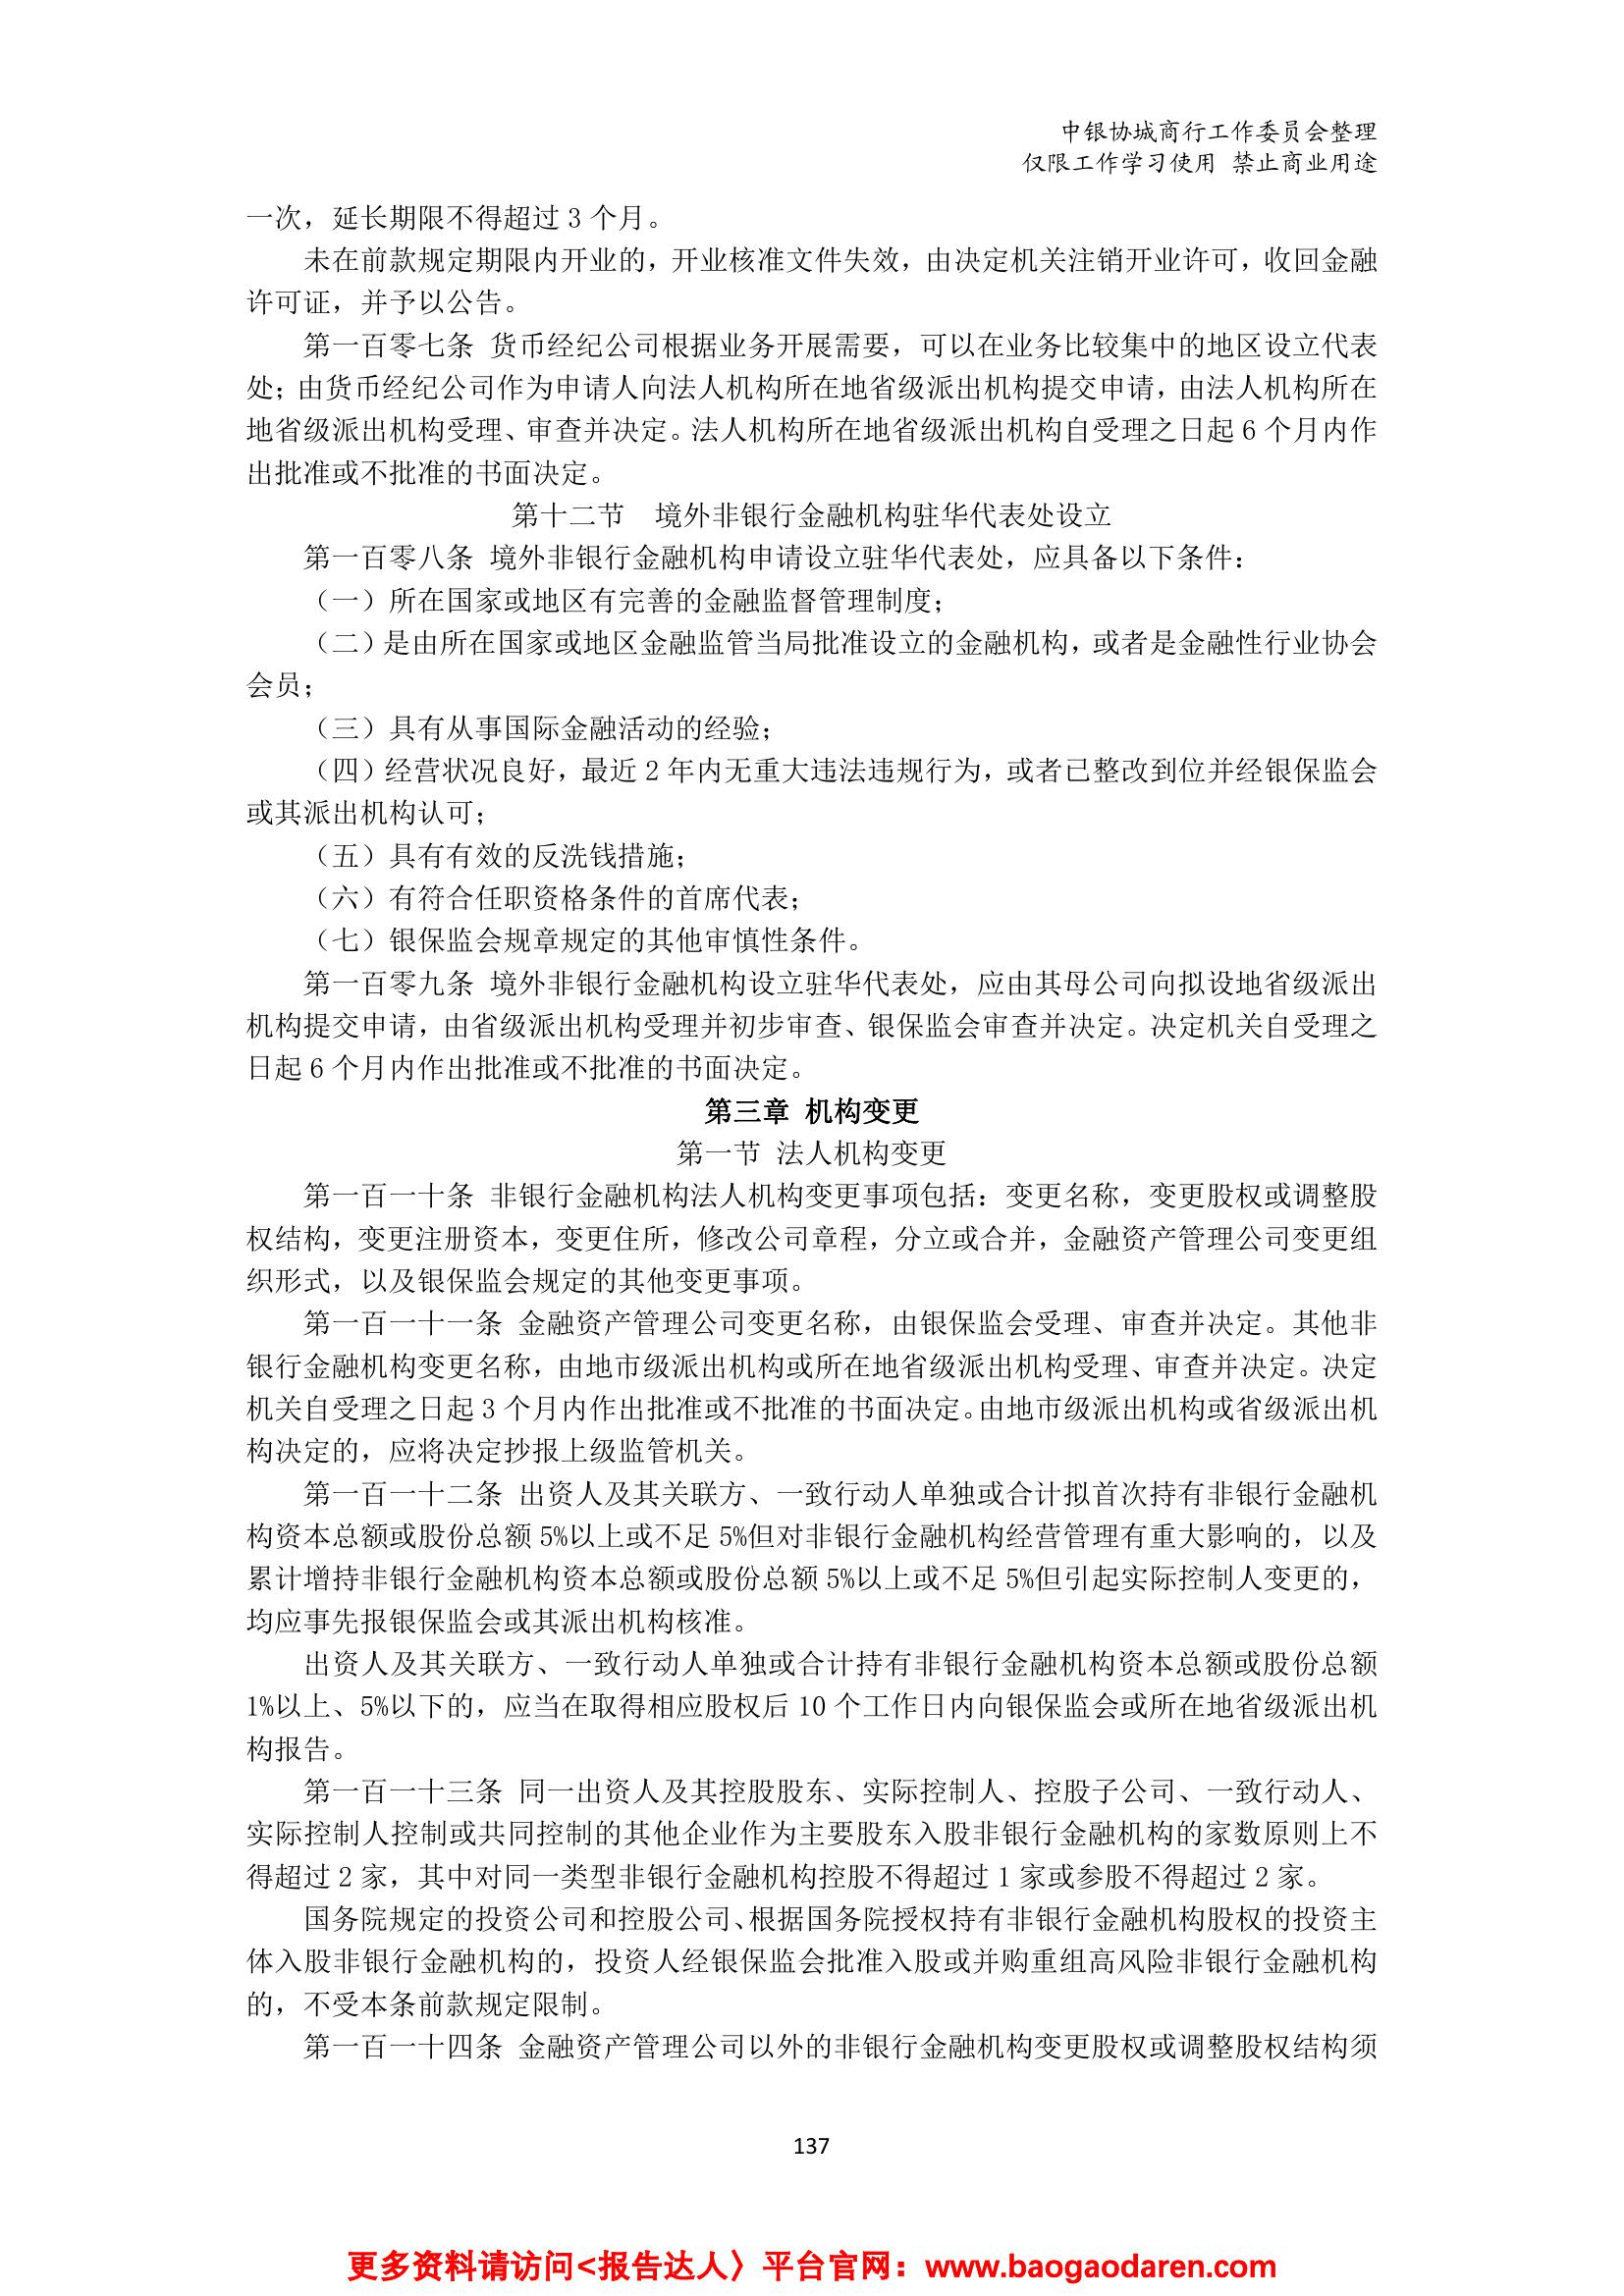 中银协城商行工作委员会整理
仅限工作学习使用 禁止商业用途
一次，延长期限不得超过 3 个月。
未在前款规定期限内开业的，开业核准文件失效，由决定机关注销开业许可，收回金融
许可证，并予以公告。
第一百零七条 货币经纪公司根据业务开展需要，可以在业务比较集中的地区设立代表
处；由货币经纪公司作为申请人向法人机构所在地省级派出机构提交申请，由法人机构所在
地省级派出机构受理、审查并决定。法人机构所在地省级派出机构自受理之日起 6 个月内作
出批准或不批准的书面决定。
第十二节　境外非银行金融机构驻华代表处设立
第一百零八条 境外非银行金融机构申请设立驻华代表处，应具备以下条件：
（一）所在国家或地区有完善的金融监督管理制度；
（二）是由所在国家或地区金融监管当局批准设立的金融机构，或者是金融性行业协会
会员；
（三）具有从事国际金融活动的经验；
（四）经营状况良好，最近 2 年内无重大违法违规行为，或者已整改到位并经银保监会
或其派出机构认可；
（五）具有有效的反洗钱措施；
（六）有符合任职资格条件的首席代表；
（七）银保监会规章规定的其他审慎性条件。
第一百零九条 境外非银行金融机构设立驻华代表处，应由其母公司向拟设地省级派出
机构提交申请，由省级派出机构受理并初步审查、银保监会审查并决定。决定机关自受理之
日起 6 个月内作出批准或不批准的书面决定。
第三章 机构变更
第一节 法人机构变更
第一百一十条 非银行金融机构法人机构变更事项包括：变更名称，变更股权或调整股
权结构，变更注册资本，变更住所，修改公司章程，分立或合并，金融资产管理公司变更组
织形式，以及银保监会规定的其他变更事项。
第一百一十一条 金融资产管理公司变更名称，由银保监会受理、审查并决定。其他非
银行金融机构变更名称，由地市级派出机构或所在地省级派出机构受理、审查并决定。决定
机关自受理之日起 3 个月内作出批准或不批准的书面决定。由地市级派出机构或省级派出机
构决定的，应将决定抄报上级监管机关。
第一百一十二条 出资人及其关联方、一致行动人单独或合计拟首次持有非银行金融机
构资本总额或股份总额 5%以上或不足 5%但对非银行金融机构经营管理有重大影响的，以及
累计增持非银行金融机构资本总额或股份总额 5%以上或不足 5%但引起实际控制人变更的，
均应事先报银保监会或其派出机构核准。
出资人及其关联方、一致行动人单独或合计持有非银行金融机构资本总额或股份总额
1%以上、5%以下的，应当在取得相应股权后 10 个工作日内向银保监会或所在地省级派出机
构报告。
第一百一十三条 同一出资人及其控股股东、实际控制人、控股子公司、一致行动人、
实际控制人控制或共同控制的其他企业作为主要股东入股非银行金融机构的家数原则上不
得超过 2 家，其中对同一类型非银行金融机构控股不得超过 1 家或参股不得超过 2 家。
国务院规定的投资公司和控股公司、根据国务院授权持有非银行金融机构股权的投资主
体入股非银行金融机构的，投资人经银保监会批准入股或并购重组高风险非银行金融机构
的，不受本条前款规定限制。
第一百一十四条 金融资产管理公司以外的非银行金融机构变更股权或调整股权结构须
137
更多资料请访问<报告达人〉平台官网：www.baogaodaren.com